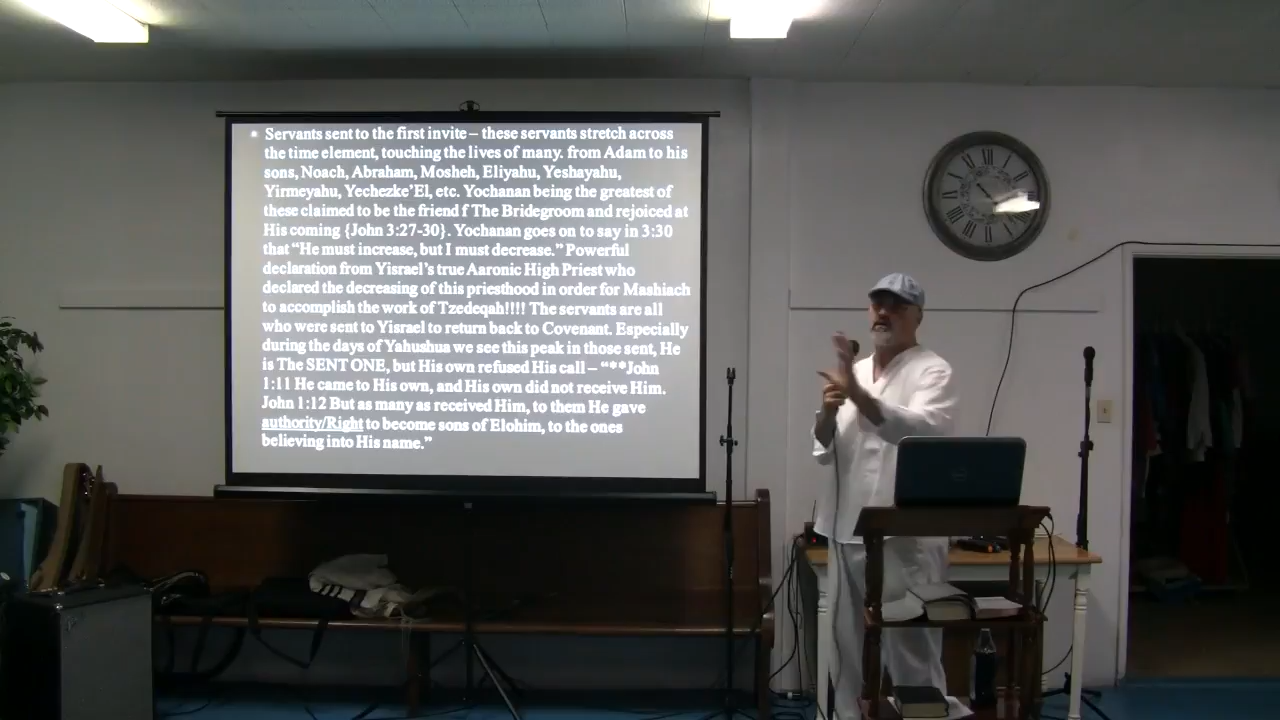 Servants sent to the first invite – these servants stretch across
the time element, touching the lives of many. from Adam to his
sons, Noach, Abraham, Mosheh, Eliyahu, Yeshayahu,
Yirmeyahu, Yechezke'El, etc. Yochanan being the greatest of
these claimed to be the friend f The Bridegroom and rejoiced at
His coming {John 3:27-30}. Yochanan goes on to say in 3:30
that “He must increase, but I must decrease.” Powerful
declaration from Yisrael's true Aaronic High Priest who
declared the decreasing of this priesthood in order for Mashiach
to accomplish the work of Tzedeqah!!!! The servants are all
who were sent to Yisrael to return back to Covenant. Especially
during the days of Yahushua we see this peak in those sent, He
is The SENT ONE, but His own refused His call – “**John
1:11 He came to His own, and His own did not receive Him.
John 1:12 But as many as received Him, to them He gave
authority/Right to become sons of Elohim, to the ones
believing into His name.”